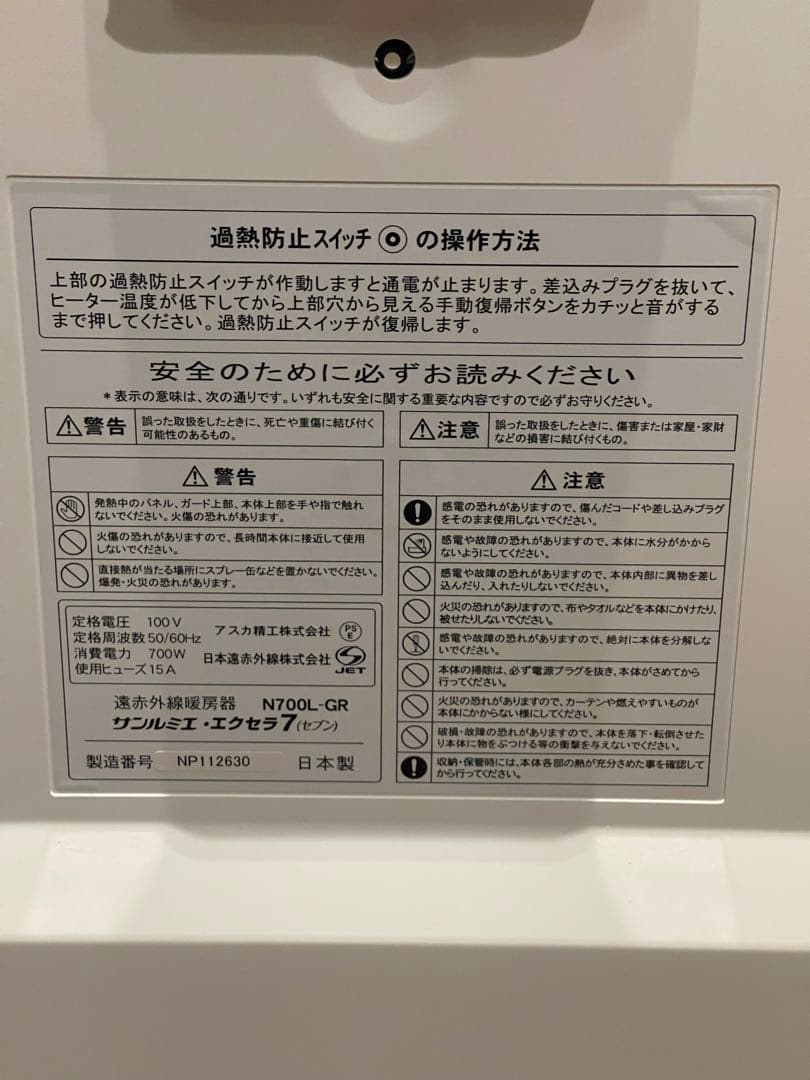 過熱防止スイッチ◎の操作方法
上部の過熱防止スイッチが作動しますと通電が止まります。差込みプラグを抜いて、
ヒーター温度が低下してから上部穴から見える手動復帰ボタンをカチッと音がする
まで押してください。過熱防止スイッチが復帰します。
安全のために必ずお読みください
*表示の意味は、次の通りです。いずれも安全に関する重要な内容ですので必ずお守りください。
⚠警告
誤った取扱をしたときに、死亡や重傷に結び付く
可能性のあるもの。
⚠注意
誤った取扱をしたときに、傷害または家屋・家財
などの損害に結び付くもの。
⚠ 警告
発熱中のパネル、ガード上部、本体上部を手や指で触れ
ないでください。火傷の恐れがあります。
火傷の恐れがありますので、長時間本体に接近して使用
しないでください。
直接熱が当たる場所にスプレー缶などを置かないでください。
爆発・火災の恐れがあります。
定格電圧 100V
定格周波数 50/60Hz
消費電力 700W
使用ヒューズ 15A
アスカ精工株式会社
PS
E
日本遠赤外線株式会社
JET
遠赤外線暖房器 N700L-GR
サンルミエ・エクセラ7(セブン)
製造番号 NP112630 日本製
⚠ 注意
感電の恐れがありますので、傷んだコードや差し込みプラグ
をそのまま使用しないでください。
感電や故障の恐れがありますので、本体に水分がかから
ないようにしてください。
感電や故障の恐れがありますので、本体内部に異物を差し
込んだり、入れたりしないでください。
火災の恐れがありますので、布やタオルなどを本体にかけたり、
被せたりしないでください。
感電や故障の恐れがありますので、絶対に本体を分解しな
いでください。
本体の掃除は、必ず電源プラグを抜き、本体がさめてから
行ってください。
火災の恐れがありますので、カーテンや燃えやすいものが
本体にかからない様にしてください。
破損・故障の恐れがありますので、本体を落下・転倒させた
り本体に物をぶつける等の衝撃を与えないでください。
収納・保管時には、本体各部の熱が充分さめた事を確認して
から行ってください。